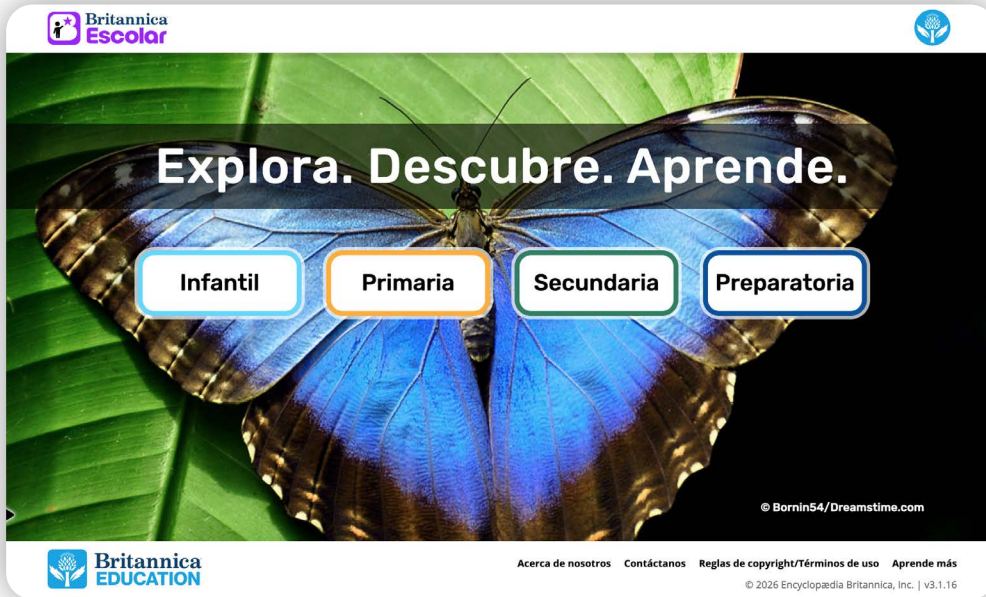 Britannica
Escolar
Explora. Descubre. Aprende.
Infantil Primaria Secundaria Preparatoria
© Bornin54/Dreamstime.com
Britannica
EDUCATION
Acerca de nosotros Contáctanos Reglas de copyright/Términos de uso Aprende más
© 2026 Encyclopædia Britannica, Inc. | v3.1.16